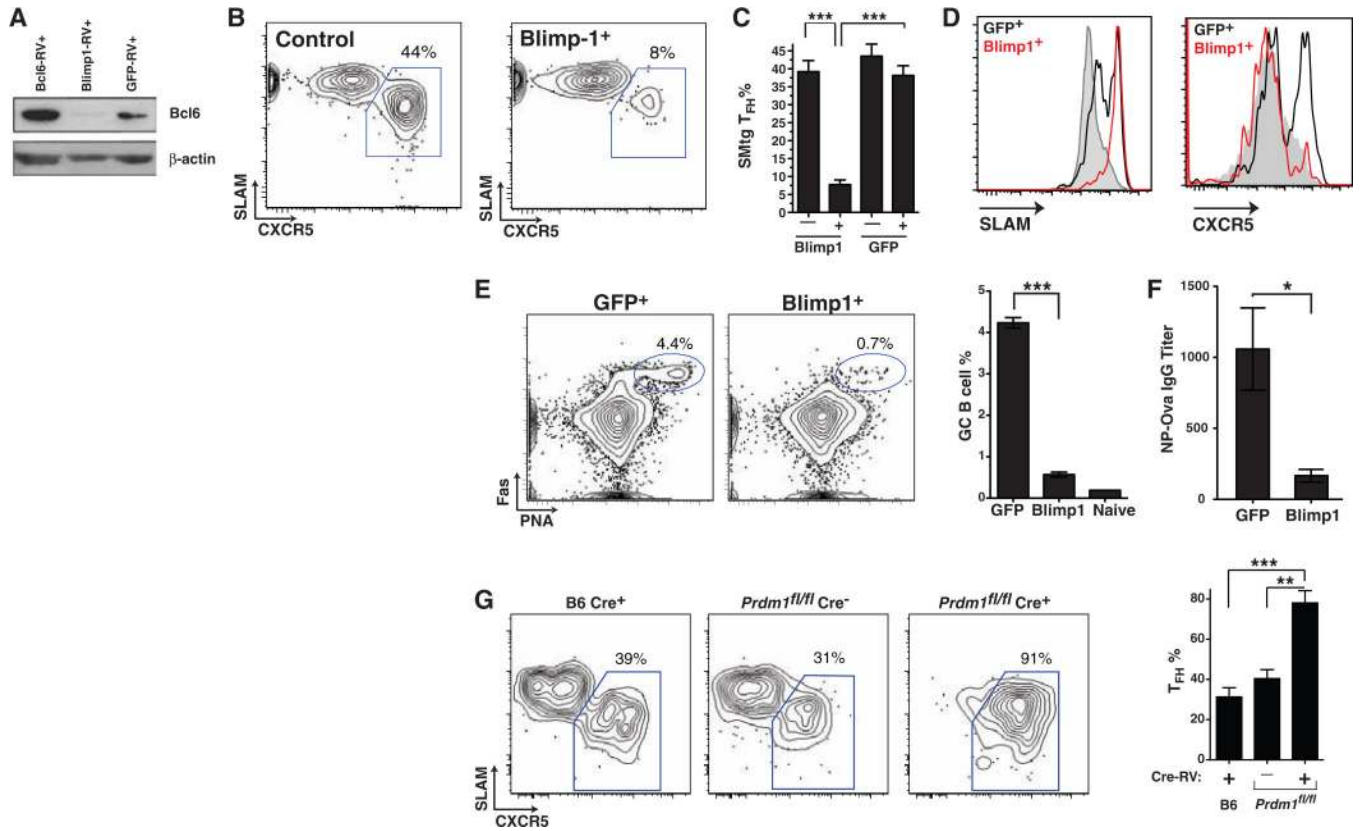 A
Bcl6-RV+
Blimp1-RV+
GFP-RV+
Bcl6
β-actin
B
Control
44%
SLAM
CXCR5
Blimp-1+
8%
SLAM
CXCR5
C
***
***
SMtg TFH %
45
40
35
30
25
20
15
10
5
0
— + — +
Blimp1 GFP
D
GFP+
Blimp1+
SLAM
GFP+
Blimp1+
CXCR5
E
GFP+
4.4%
Fas
PNA
Blimp1+
0.7%
***
GC B cell %
5
4
3
2
1
0
GFP Blimp1 Naive
F
*
NP-Ova IgG Titer
1500
1000
500
0
GFP Blimp1
G
B6 Cre+
39%
SLAM
CXCR5
Prdm1fl/fl Cre-
31%
Prdm1fl/fl Cre+
91%
***
**
TFH %
80
60
40
20
0
Cre-RV: + — +
B6 Prdm1fl/fl